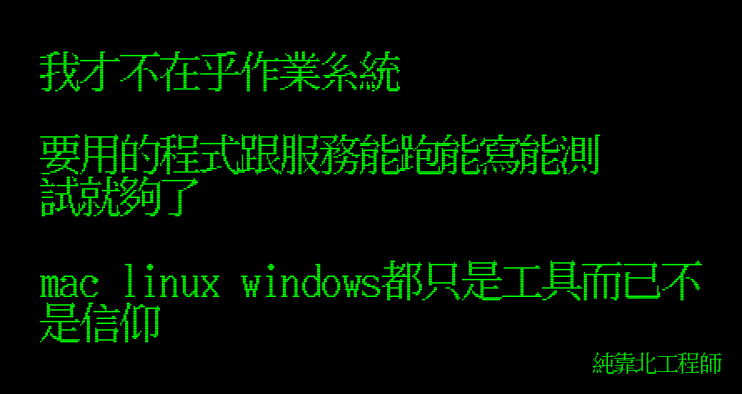 我才不在乎作業系統
要用的程式跟服務能跑能寫能測
試就夠了
mac linux windows都只是工具而已不
是信仰
純靠北工程師